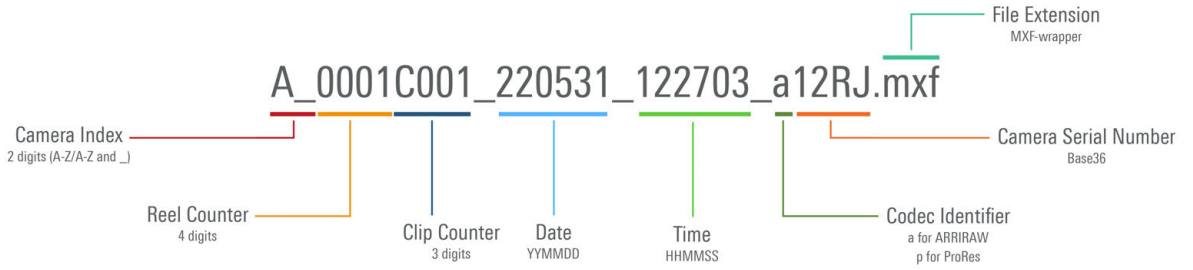 File Extension
MXF-wrapper
A_0001C001_220531_122703_a12RJ.mxf
Camera Index
2 digits (A-Z/A-Z and _)
Camera Serial Number
Base36
Reel Counter
4 digits
Clip Counter
3 digits
Date
YYMMDD
Time
HHMMSS
Codec Identifier
a for ARRIRAW
p for ProRes